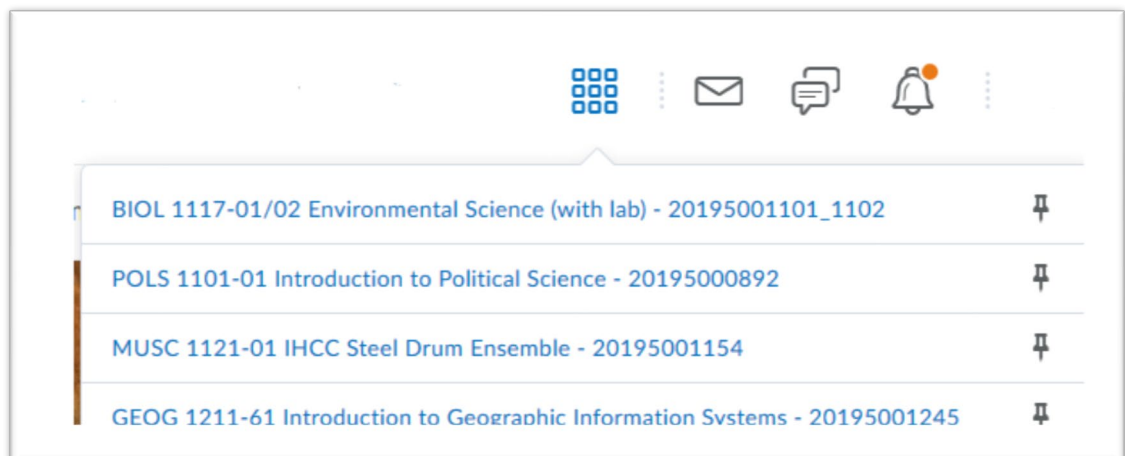 BIOL 1117-01/02 Environmental Science (with lab) - 20195001101_1102
POLS 1101-01 Introduction to Political Science - 20195000892
MUSC 1121-01 IHCC Steel Drum Ensemble - 20195001154
GEOG 1211-61 Introduction to Geographic Information Systems - 20195001245